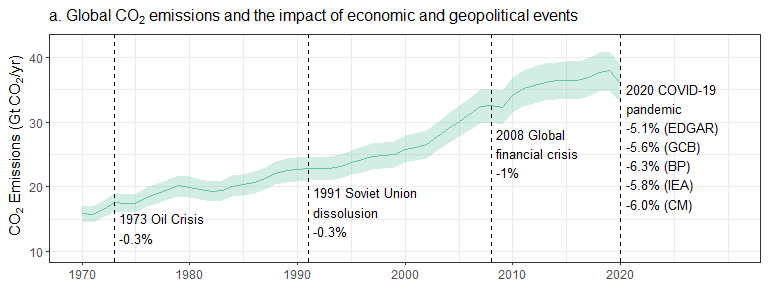 a. Global CO₂ emissions and the impact of economic and geopolitical events
CO₂ Emissions (Gt CO₂/yr)
40
30
20
10
1973 Oil Crisis
-0.3%
1991 Soviet Union
dissolusion
-0.3%
2008 Global
financial crisis
-1%
2020 COVID-19
pandemic
-5.1% (EDGAR)
-5.6% (GCB)
-6.3% (BP)
-5.8% (IEA)
-6.0% (CM)
1970
1980
1990
2000
2010
2020